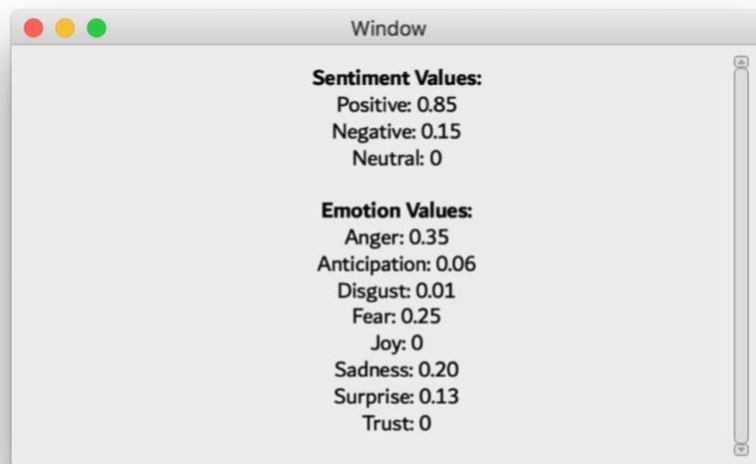 Window
Sentiment Values:
Positive: 0.85
Negative: 0.15
Neutral: 0
Emotion Values:
Anger: 0.35
Anticipation: 0.06
Disgust: 0.01
Fear: 0.25
Joy: 0
Sadness: 0.20
Surprise: 0.13
Trust: 0